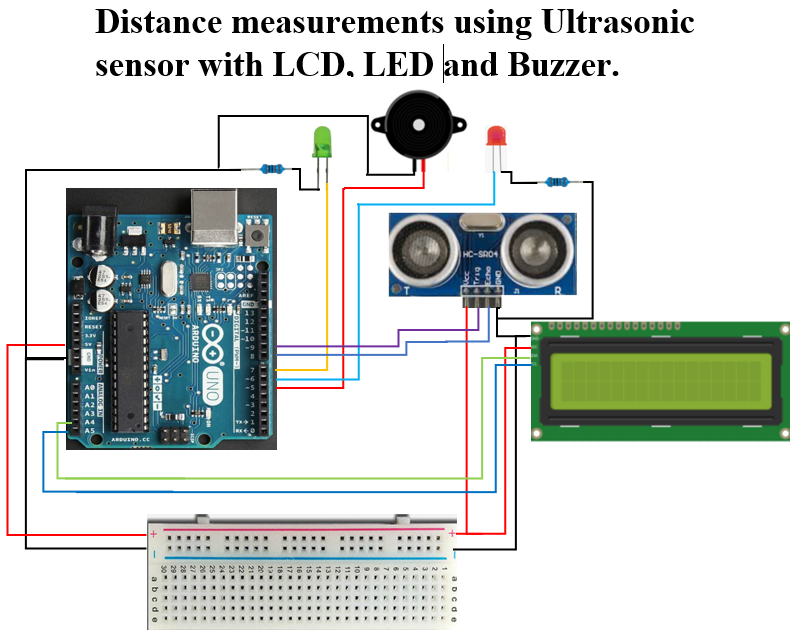 Distance measurements using Ultrasonic
sensor with LCD, LED and Buzzer.
RESET
AREF
GND
13
12
~11
~10
~9
8
7
~6
~5
4
~3
2
TX→1
RX←0
DIGITAL (PWM~)
IOREF
RESET
3.3V
5V
GND
Vin
POWER
ANALOG IN
A0
A1
A2
A3
A4
A5
ARDUINO
UNO
ON
ICSP
ARDUINO.CC
HC-SR04
Y1
J1
T
R
Vcc
Trig
Echo
GND
+
+
30 29 28 27 26 25 24 23 22 21 20 19 18 17 16 15 14 13 12 11 10 9 8 7 6 5 4 3 2 1
a b c d e
a b c d e